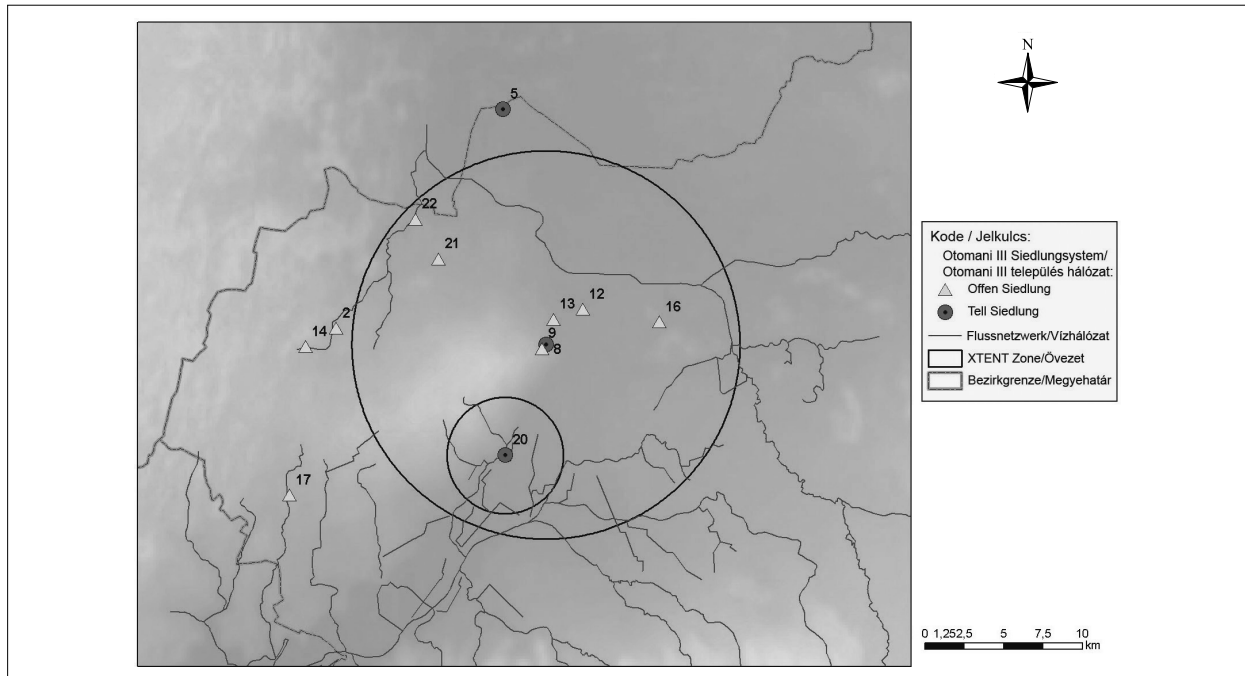 N
5
22
21
12
13
16
2
14
9
8
20
17
Kode / Jelkulcs:
Otomani III Siedlungsystem/
Otomani III település hálózat:
Offen Siedlung
Tell Siedlung
Flussnetzwerk/Vízhálózat
XTENT Zone/Övezet
Bezirkgrenze/Megyehatár
0 1,252,5 5 7,5 10
km